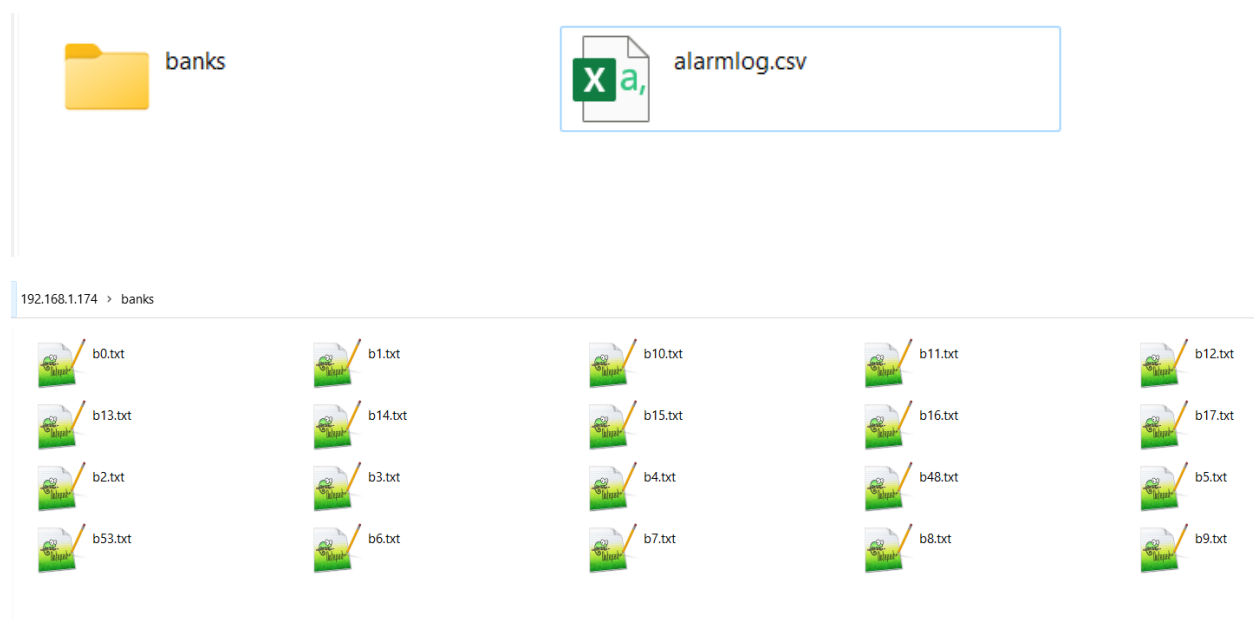 banks
alarmlog.csv
192.168.1.174 > banks
b0.txt b1.txt b10.txt b11.txt b12.txt
b13.txt b14.txt b15.txt b16.txt b17.txt
b2.txt b3.txt b4.txt b48.txt b5.txt
b53.txt b6.txt b7.txt b8.txt b9.txt